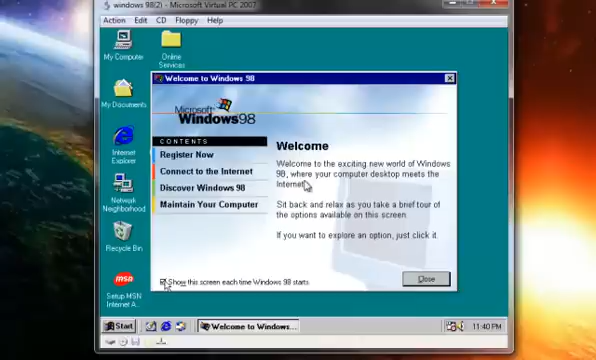 windows 98(2) - Microsoft Virtual PC 2007
Action Edit CD Floppy Help
My Computer
Online
Services
My Documents
Internet
Explorer
Network
Neighborhood
Recycle Bin
msn
Setup MSN
Internet A...
Welcome to Windows 98
Microsoft
Windows98
CONTENTS
Register Now
Connect to the Internet
Discover Windows 98
Maintain Your Computer
Welcome
Welcome to the exciting new world of Windows
98, where your computer desktop meets the
Internet.
Sit back and relax as you take a brief tour of
the options available on this screen.
If you want to explore an option, just click it.
Show this screen each time Windows 98 starts.
Close
Start
Welcome to Windows...
11:40 PM